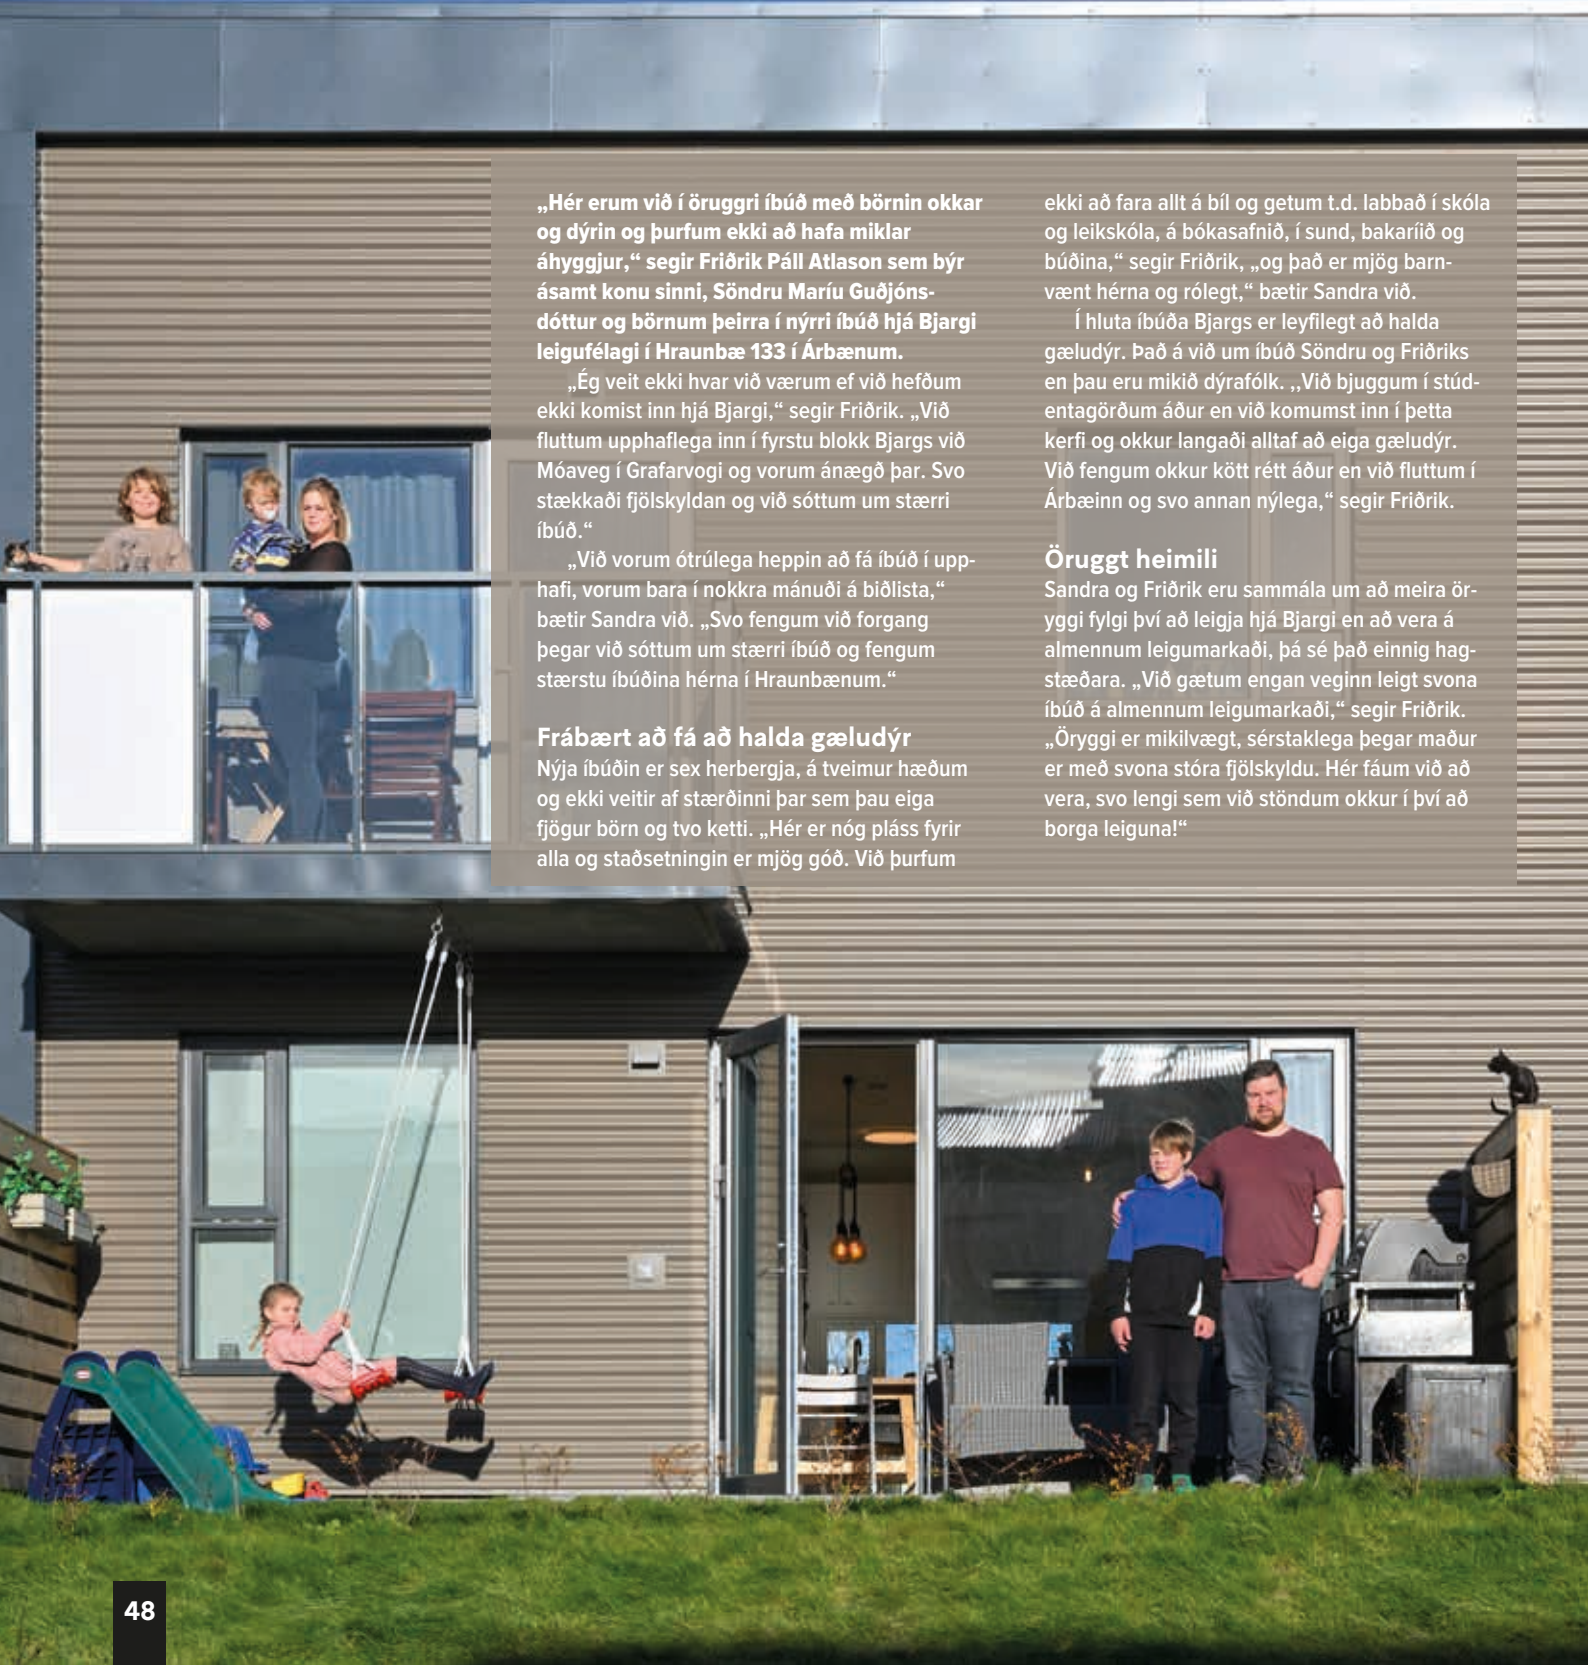 „Hér erum við í öruggri íbúð með börnin okkar
og dýrin og þurfum ekki að hafa miklar
áhyggjur,“ segir Friðrik Páll Atlason sem býr
ásamt konu sinni, Söndru Maríu Guðjóns-
dóttur og börnum þeirra í nýrri íbúð hjá Bjargi
leigufélagi í Hraunbæ 133 í Árbænum.
„Ég veit ekki hvar við værum ef við hefðum
ekki komist inn hjá Bjargi,“ segir Friðrik. „Við
fluttum upphaflega inn í fyrstu blokk Bjargs við
Móaveg í Grafarvogi og vorum ánægð þar. Svo
stækkaði fjölskyldan og við sóttum um stærri
íbúð.“
„Við vorum ótrúlega heppin að fá íbúð í upp-
hafi, vorum bara í nokkra mánuði á biðlista,“
bætir Sandra við. „Svo fengum við forgang
þegar við sóttum um stærri íbúð og fengum
stærstu íbúðina hérna í Hraunbænum.“
Frábært að fá að halda gæludýr
Nýja íbúðin er sex herbergja, á tveimur hæðum
og ekki veitir af stærðinni þar sem þau eiga
fjögur börn og tvo ketti. „Hér er nóg pláss fyrir
alla og staðsetningin er mjög góð. Við þurfum
ekki að fara allt á bíl og getum t.d. labbað í skóla
og leikskóla, á bókasafnið, í sund, bakaríið og
búðina,“ segir Friðrik, „og það er mjög barn-
vænt hérna og rólegt,“ bætir Sandra við.
Í hluta íbúða Bjargs er leyfilegt að halda
gæludýr. Það á við um íbúð Söndru og Friðriks
en þau eru mikið dýrafólk. ,,Við bjuggum í stúd-
entagörðum áður en við komumst inn í þetta
kerfi og okkur langaði alltaf að eiga gæludýr.
Við fengum okkur kött rétt áður en við fluttum í
Árbæinn og svo annan nýlega,“ segir Friðrik.
Öruggt heimili
Sandra og Friðrik eru sammála um að meira ör-
yggi fylgi því að leigja hjá Bjargi en að vera á
almennum leigumarkaði, þá sé það einnig hag-
stæðara. „Við gætum engan veginn leigt svona
íbúð á almennum leigumarkaði,“ segir Friðrik.
„Öryggi er mikilvægt, sérstaklega þegar maður
er með svona stóra fjölskyldu. Hér fáum við að
vera, svo lengi sem við stöndum okkur í því að
borga leiguna!“
48